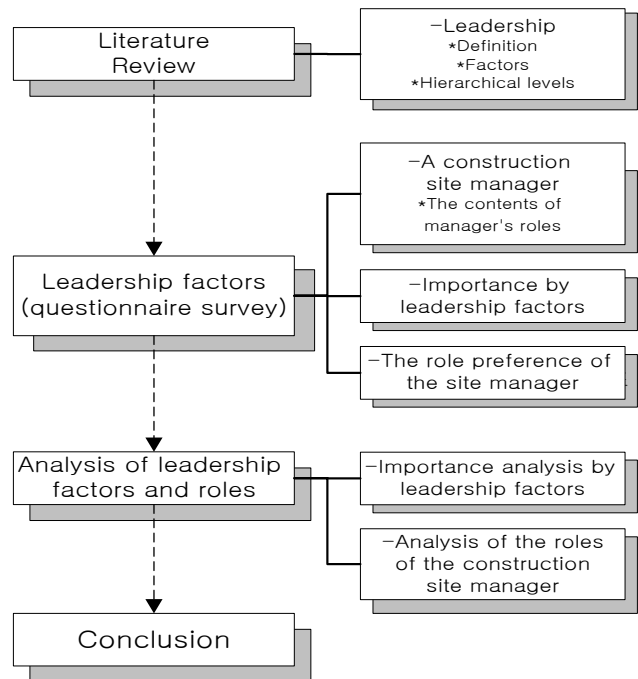 Literature
Review
-Leadership
*Definition
*Factors
*Hierarchical levels
-A construction
site manager
*The contents of
manager's roles
Leadership factors
(questionnaire survey)
-Importance by
leadership factors
-The role preference of
the site manager
Analysis of leadership
factors and roles
-Importance analysis by
leadership factors
-Analysis of the roles
of the construction
site manager
Conclusion